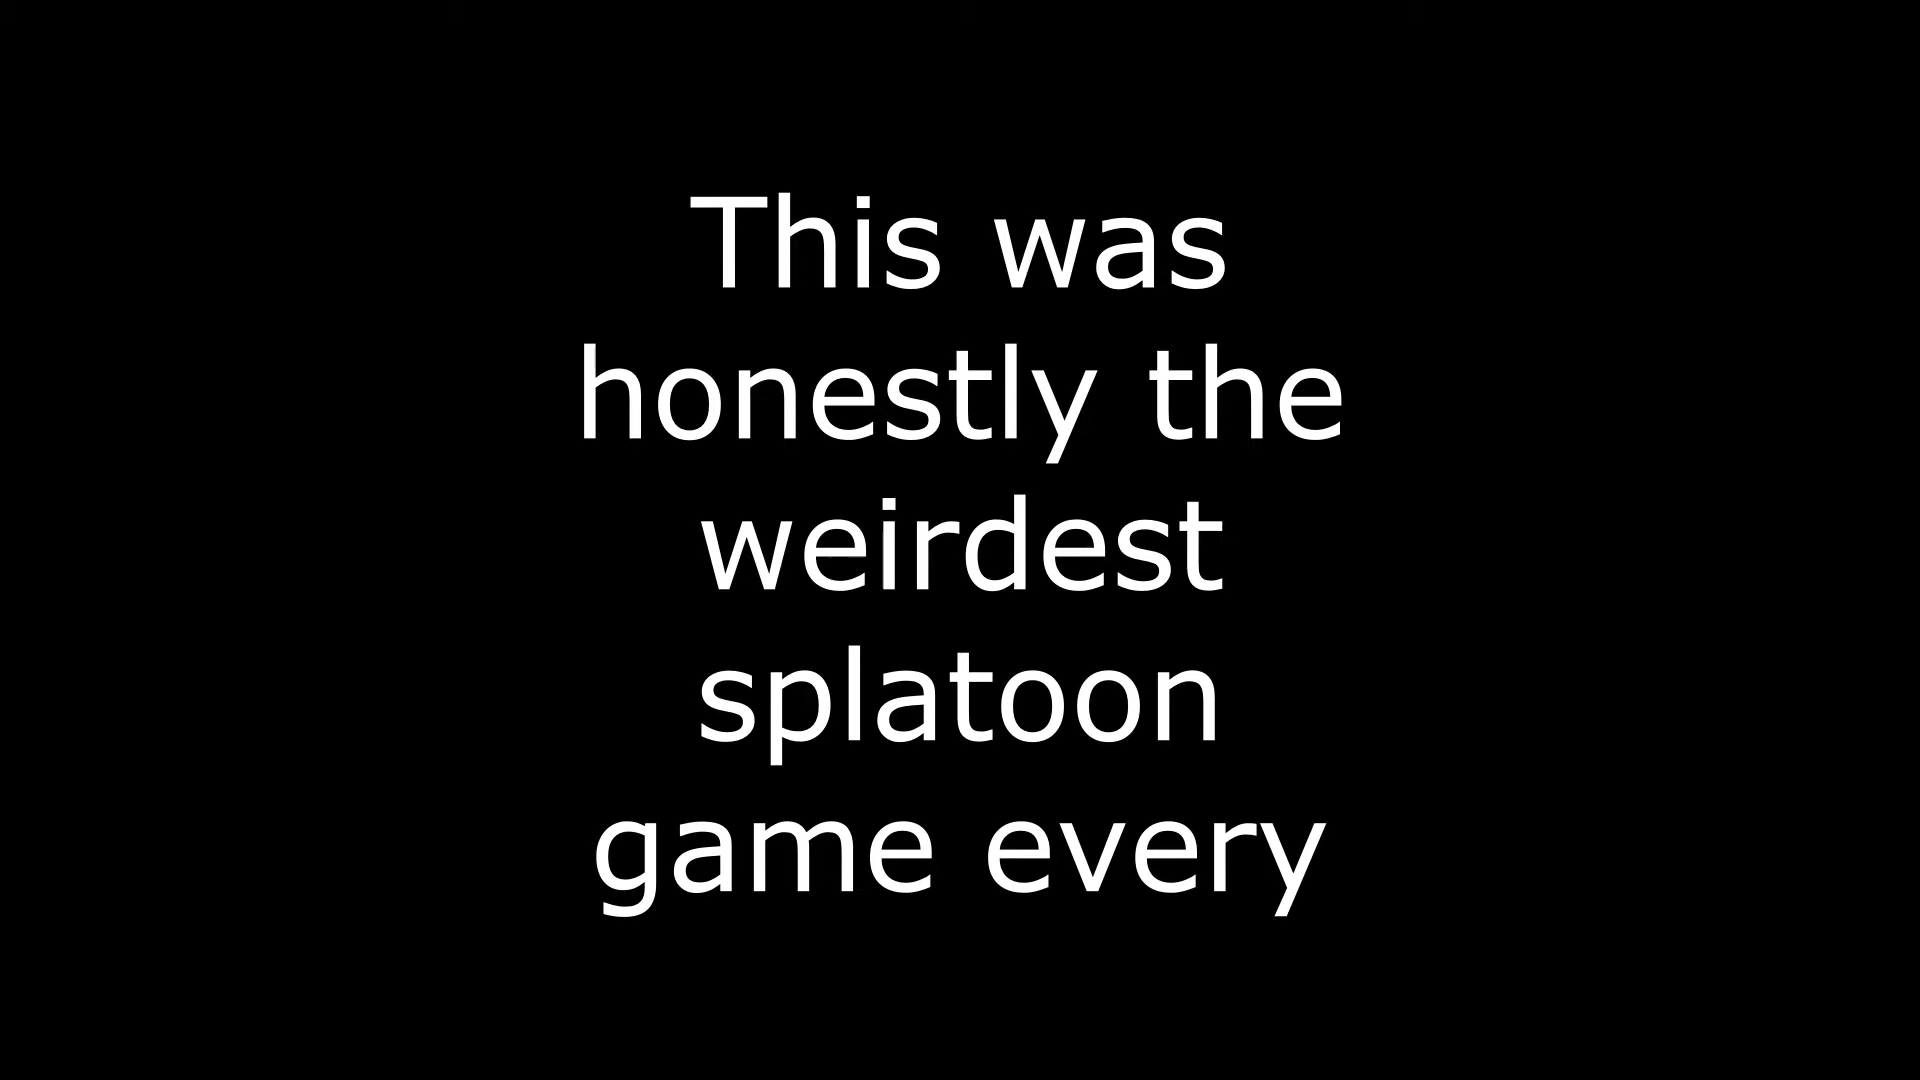 This was
honestly the
weirdest
splatoon
game every